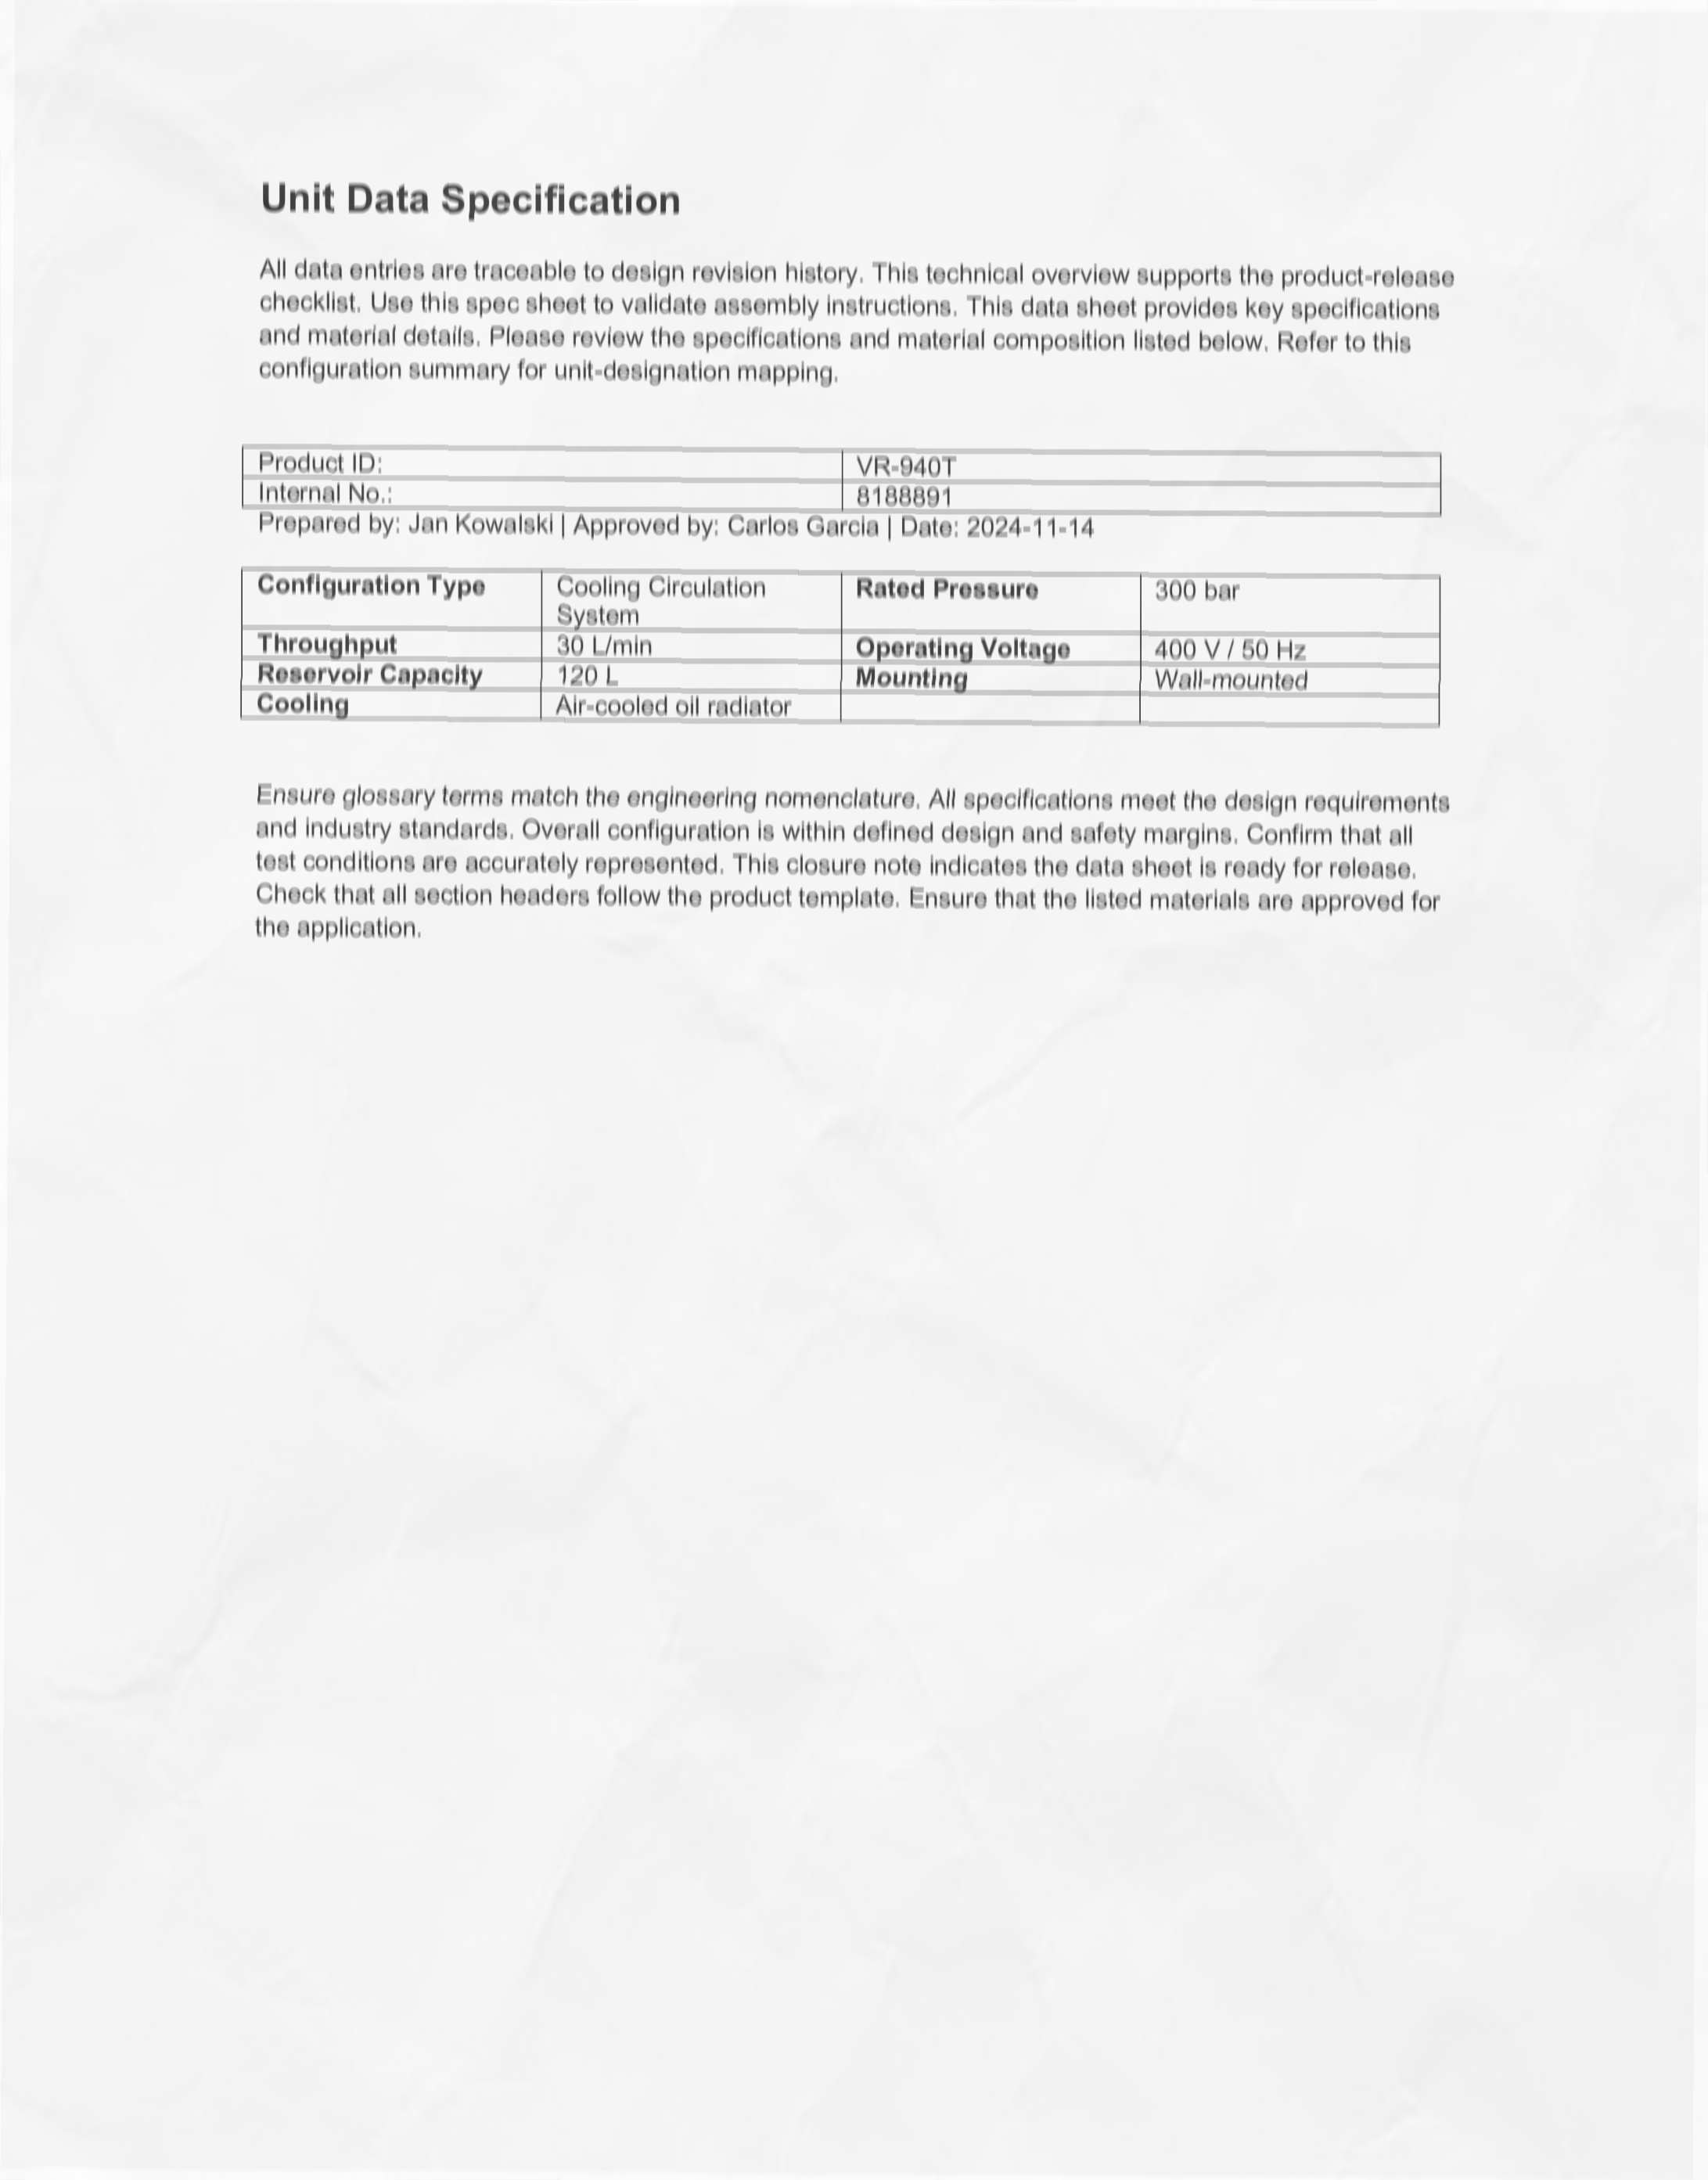 Unit Data Specification
All data entries are traceable to design revision history. This technical overview supports the product-release
checklist. Use this spec sheet to validate assembly instructions. This data sheet provides key specifications
and material details. Please review the specifications and material composition listed below. Refer to this
configuration summary for unit-designation mapping.
Product ID: VR-940T
Internal No.: 8188891
Prepared by: Jan Kowalski | Approved by: Carlos Garcia | Date: 2024-11-14
Configuration Type Cooling Circulation Rated Pressure 300 bar
System
Throughput 30 L/min Operating Voltage 400 V / 50 Hz
Reservoir Capacity 120 L Mounting Wall-mounted
Cooling Air-cooled oil radiator
Ensure glossary terms match the engineering nomenclature. All specifications meet the design requirements
and industry standards. Overall configuration is within defined design and safety margins. Confirm that all
test conditions are accurately represented. This closure note indicates the data sheet is ready for release.
Check that all section headers follow the product template. Ensure that the listed materials are approved for
the application.